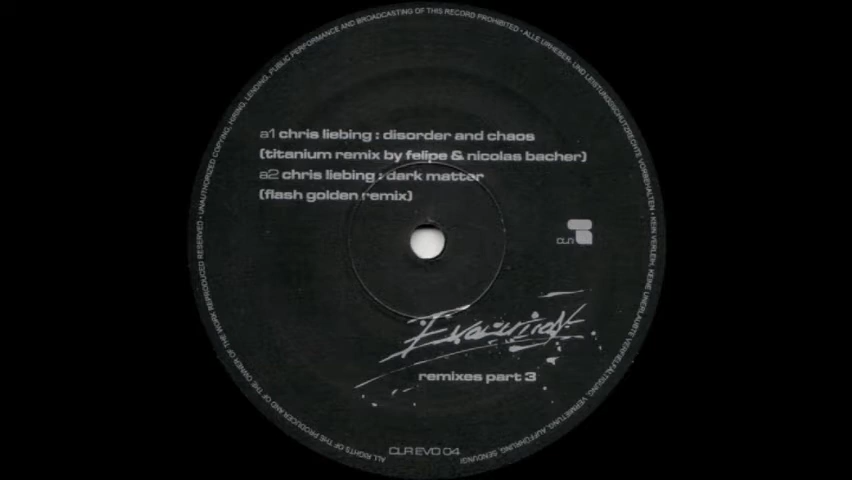 ALL RIGHTS OF THE PRODUCER AND OF THE OWNER OF THE WORK REPRODUCED RESERVED • UNAUTHORIZED COPYING, HIRING, LENDING, PUBLIC PERFORMANCE AND BROADCASTING OF THIS RECORD PROHIBITED • ALLE URHEBER- UND LEISTUNGSSCHUTZRECHTE VORBEHALTEN • KEIN VERLEIH, KEINE UNERLAUBTE VERVIELFÄLTIGUNG, VERMIETUNG, AUFFÜHRUNG, SENDUNG!
a1 chris liebing : disorder and chaos
(titanium remix by felipe & nicolas bacher)
a2 chris liebing : dark matter
(flash golden remix)
CLR
Evolution
remixes part 3
CLR EVO 04